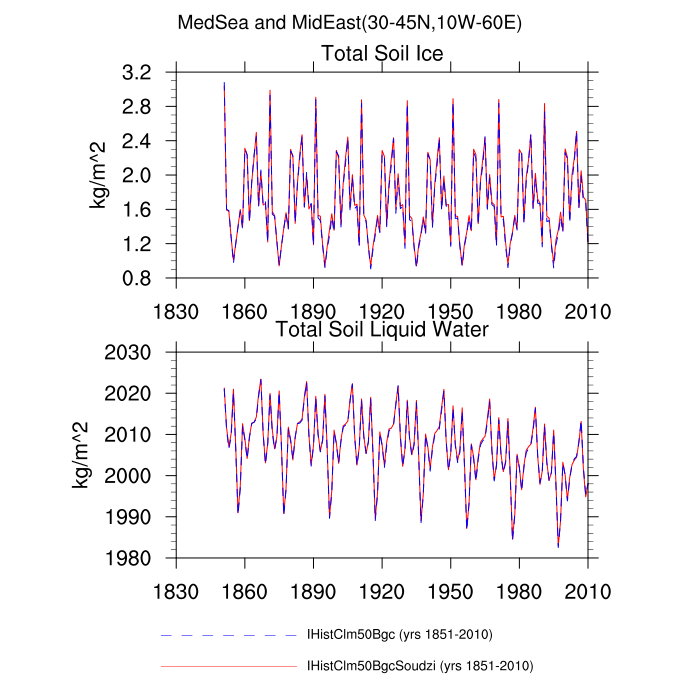 MedSea and MidEast(30-45N,10W-60E)
Total Soil Ice
3.2
2.8
2.4
2.0
1.6
1.2
0.8
kg/m^2
1830 1860 1890 1920 1950 1980 2010
Total Soil Liquid Water
2030
2020
2010
2000
1990
1980
kg/m^2
1830 1860 1890 1920 1950 1980 2010
IHistClm50Bgc (yrs 1851-2010)
IHistClm50BgcSoudzi (yrs 1851-2010)